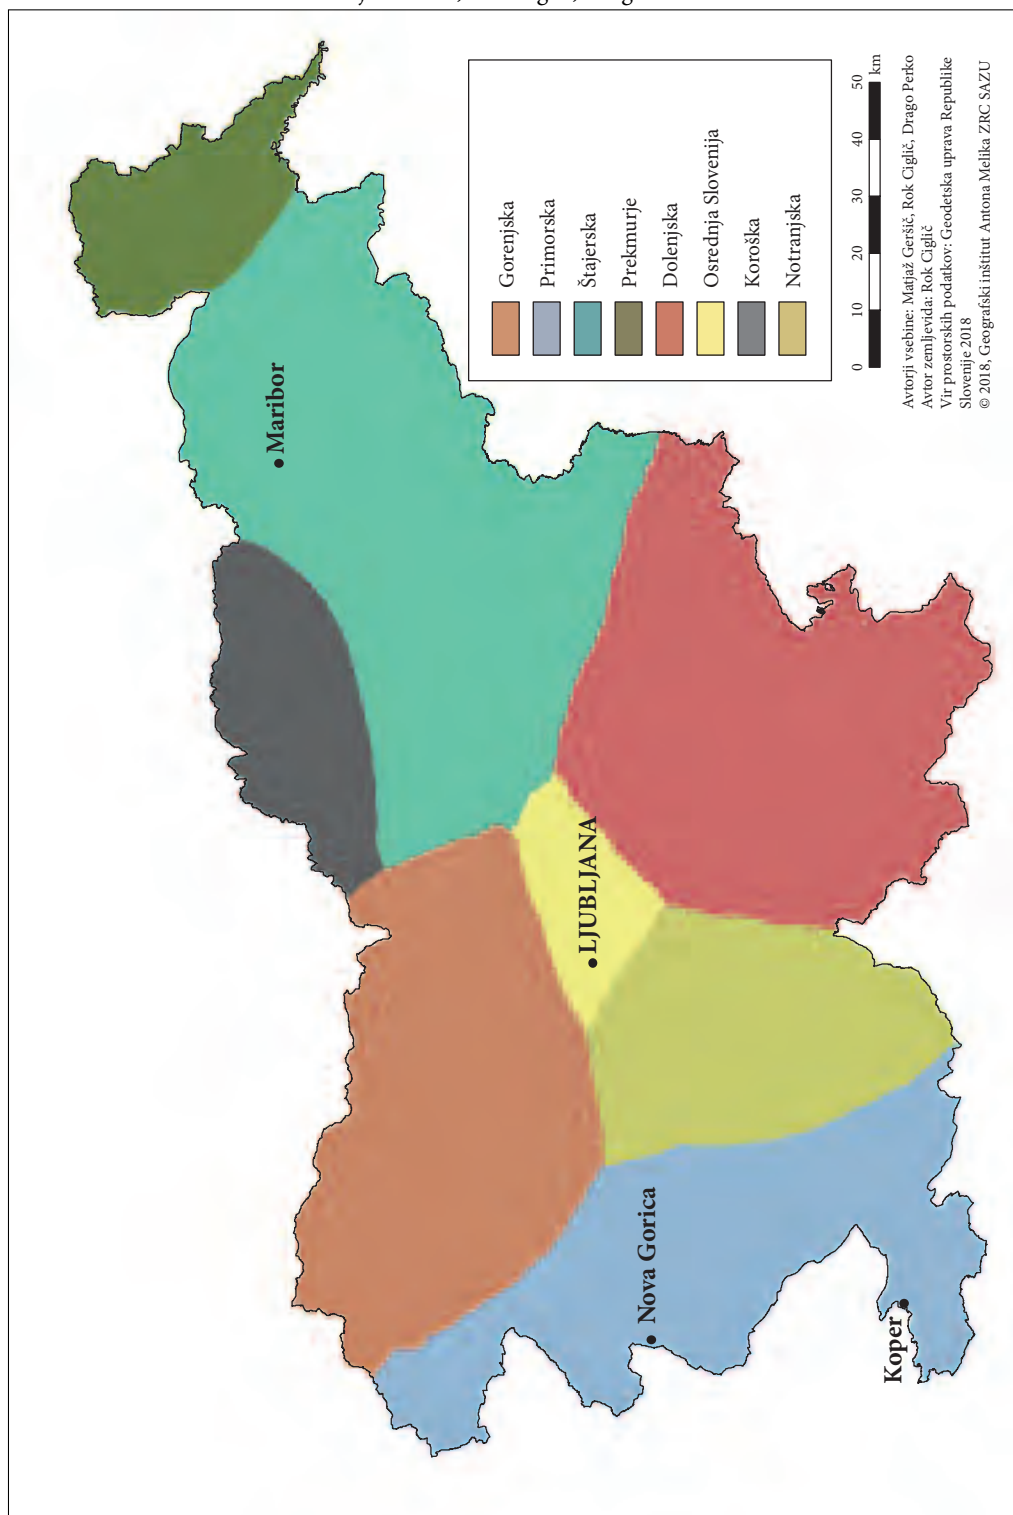 Maribor
LJUBLJANA
Nova Gorica
Koper
Gorenjska
Primorska
Štajerska
Prekmurje
Dolenjska
Osrednja Slovenija
Koroška
Notranjska
0 10 20 30 40 50
km
Avtorji vsebine: Matjaž Geršič, Rok Ciglič, Drago Perko
Avtor zemljevida: Rok Ciglič
Vir prostorskih podatkov: Geodetska uprava Republike
Slovenije 2018
© 2018, Geografski inštitut Antona Melika ZRC SAZU